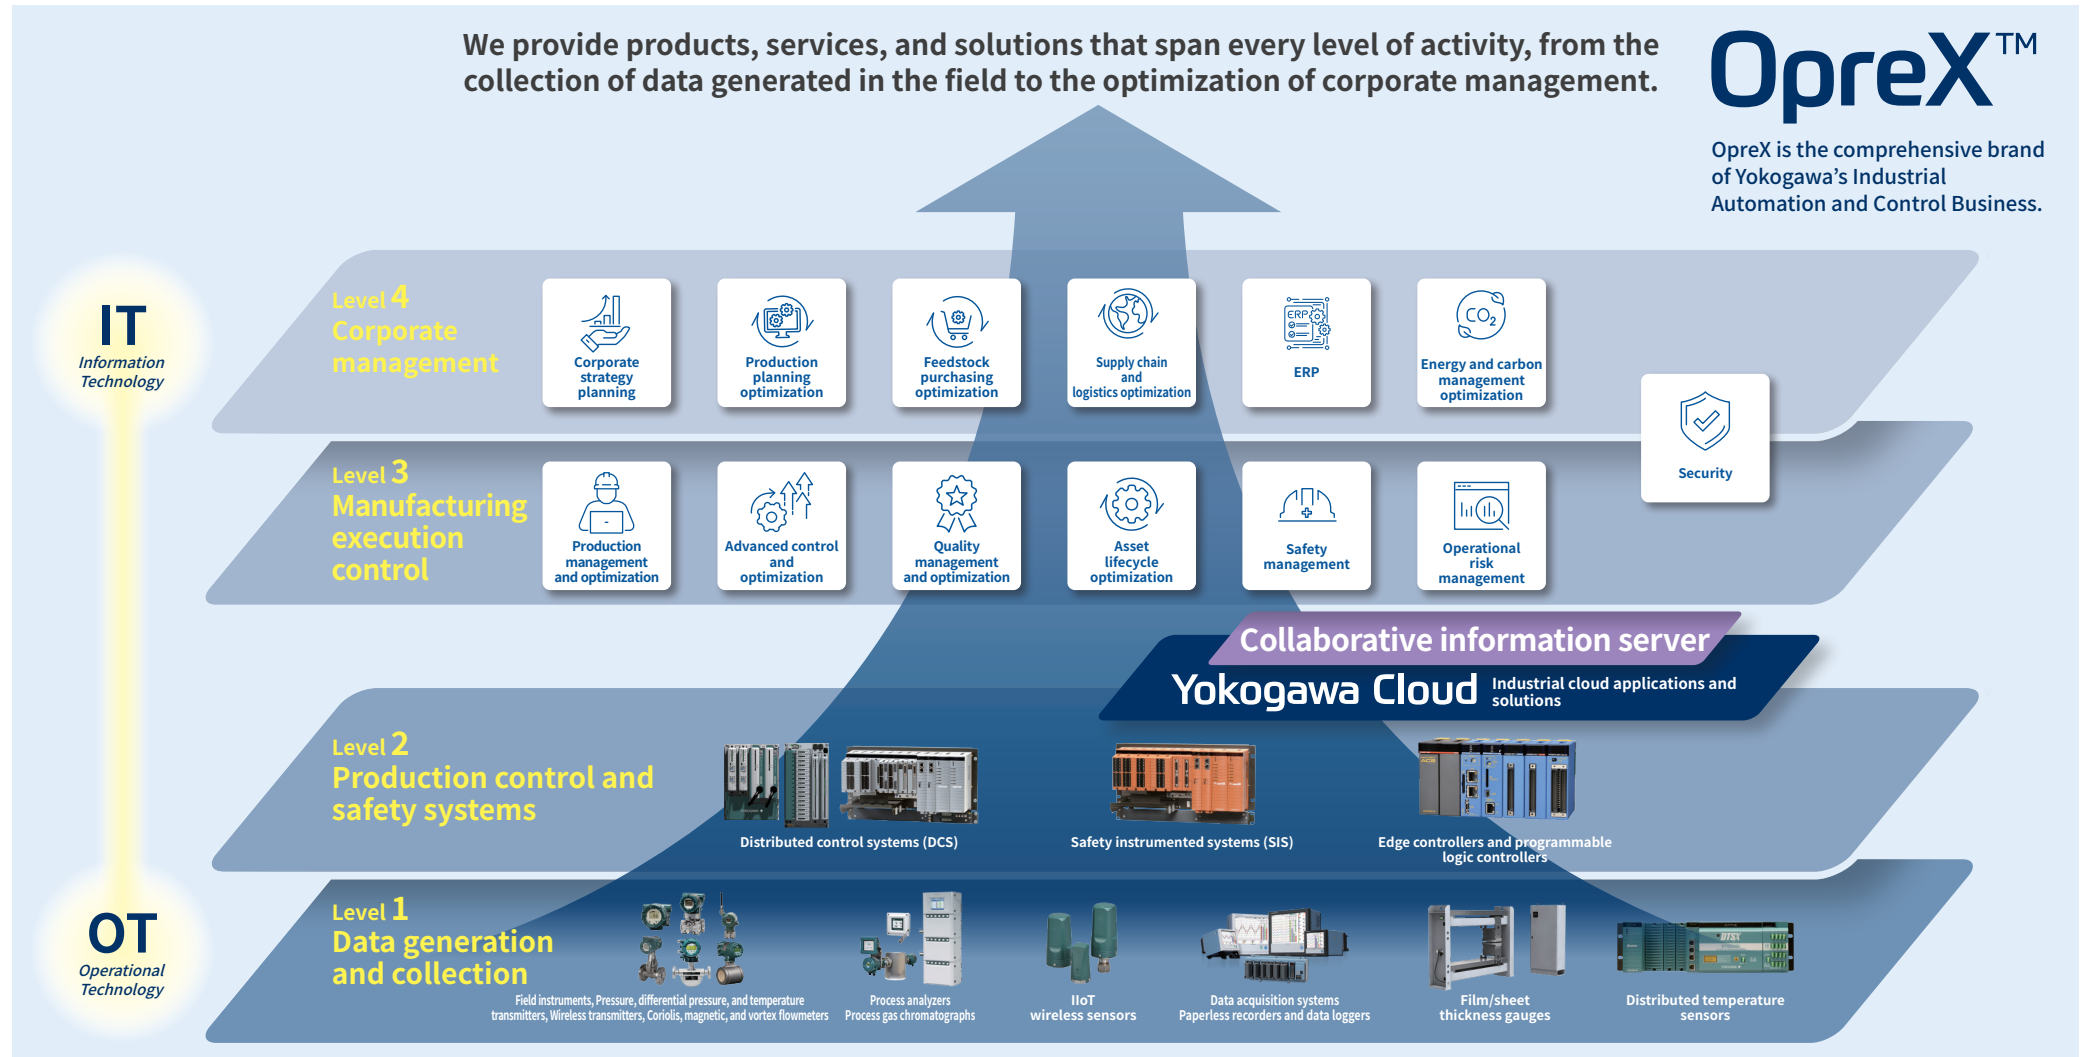 We provide products, services, and solutions that span every level of activity, from the
collection of data generated in the field to the optimization of corporate management.
OpreX™
OpreX is the comprehensive brand
of Yokogawa’s Industrial
Automation and Control Business.
IT
Information
Technology
Level 4
Corporate
management
Corporate
strategy
planning
Production
planning
optimization
Feedstock
purchasing
optimization
Supply chain
and
logistics optimization
ERP
ERP
CO2
Energy and carbon
management
optimization
Security
Level 3
Manufacturing
execution
control
Production
management
and optimization
Advanced control
and
optimization
Quality
management
and optimization
Asset
lifecycle
optimization
Safety
management
Operational
risk
management
Collaborative information server
Yokogawa Cloud
Industrial cloud applications and
solutions
Level 2
Production control and
safety systems
Distributed control systems (DCS)
Safety instrumented systems (SIS)
Edge controllers and programmable
logic controllers
OT
Operational
Technology
Level 1
Data generation
and collection
Field instruments, Pressure, differential pressure, and temperature
transmitters, Wireless transmitters, Coriolis, magnetic, and vortex flowmeters
Process analyzers
Process gas chromatographs
IIoT
wireless sensors
Data acquisition systems
Paperless recorders and data loggers
Film/sheet
thickness gauges
DTSX
Distributed temperature
sensors